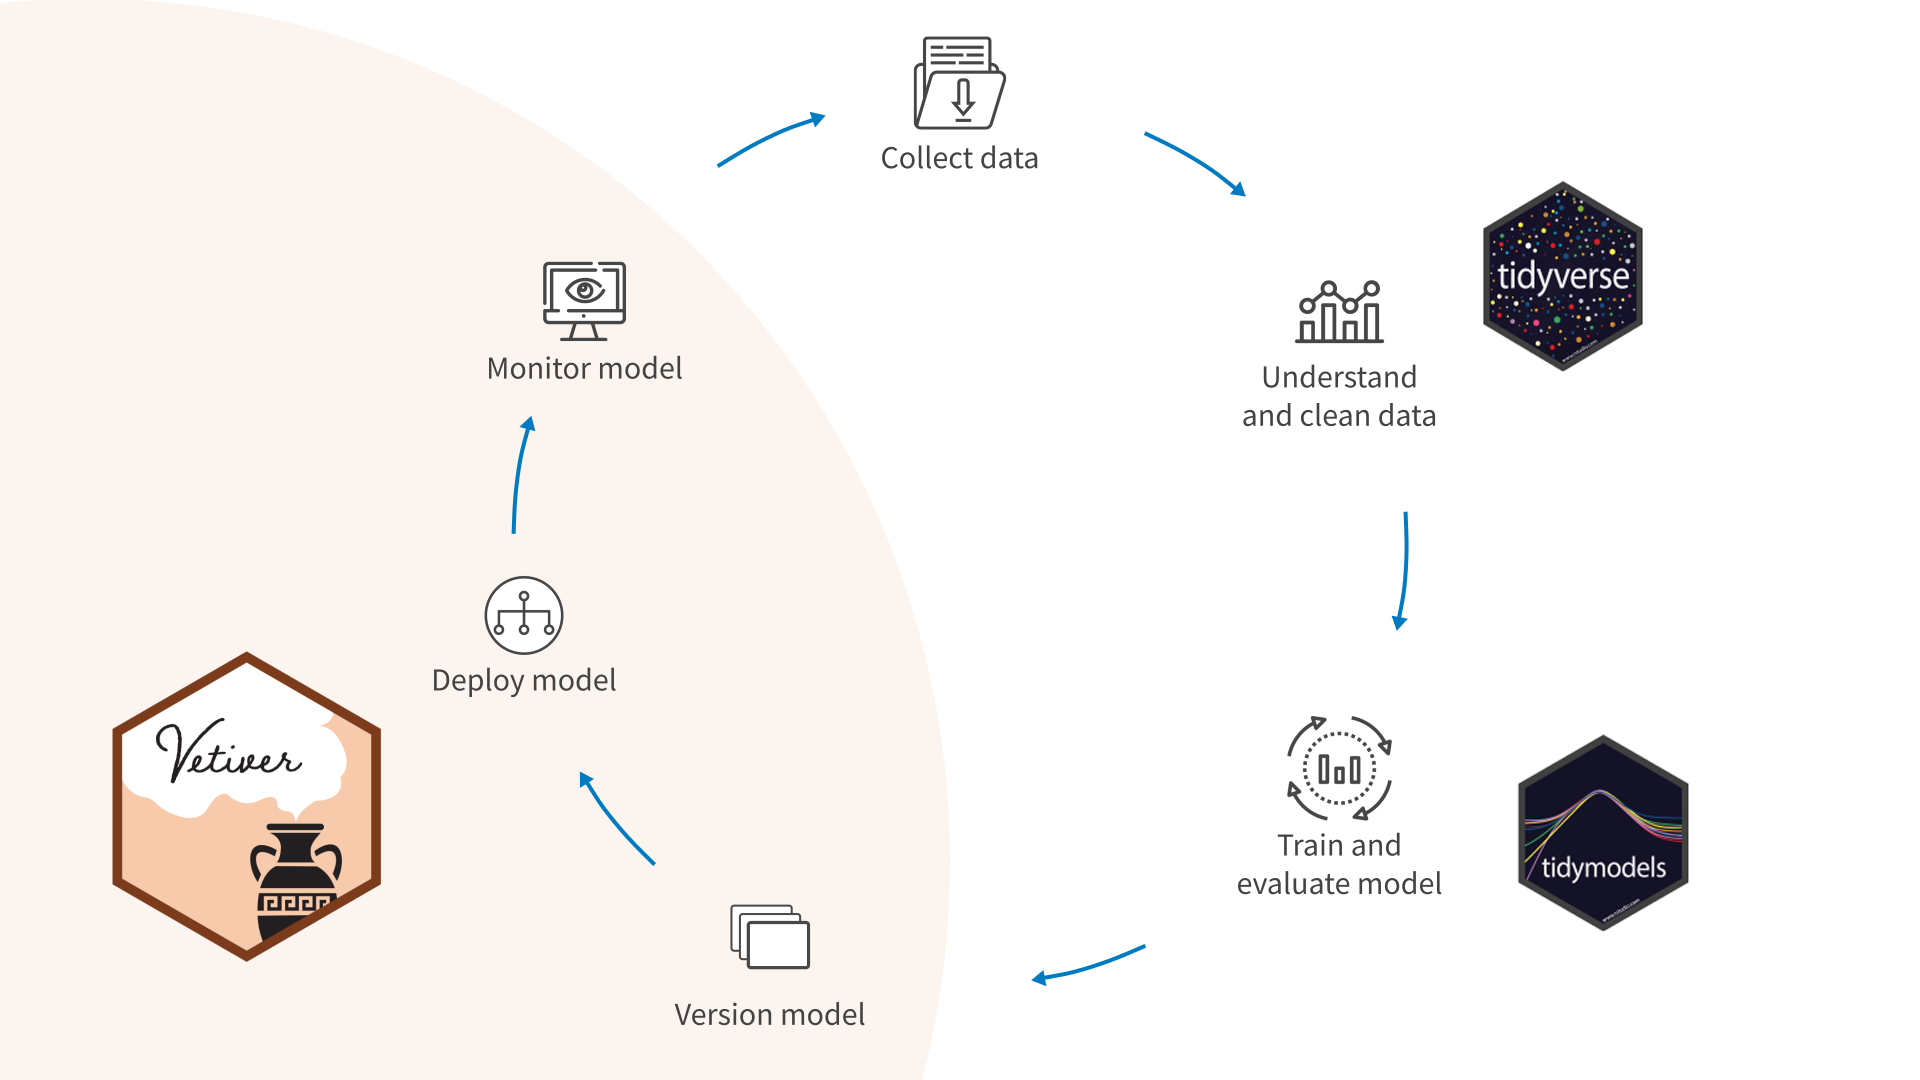 Collect data
tidyverse
Understand
and clean data
Train and
evaluate model
tidymodels
Version model
Deploy model
Vetiver
Monitor model